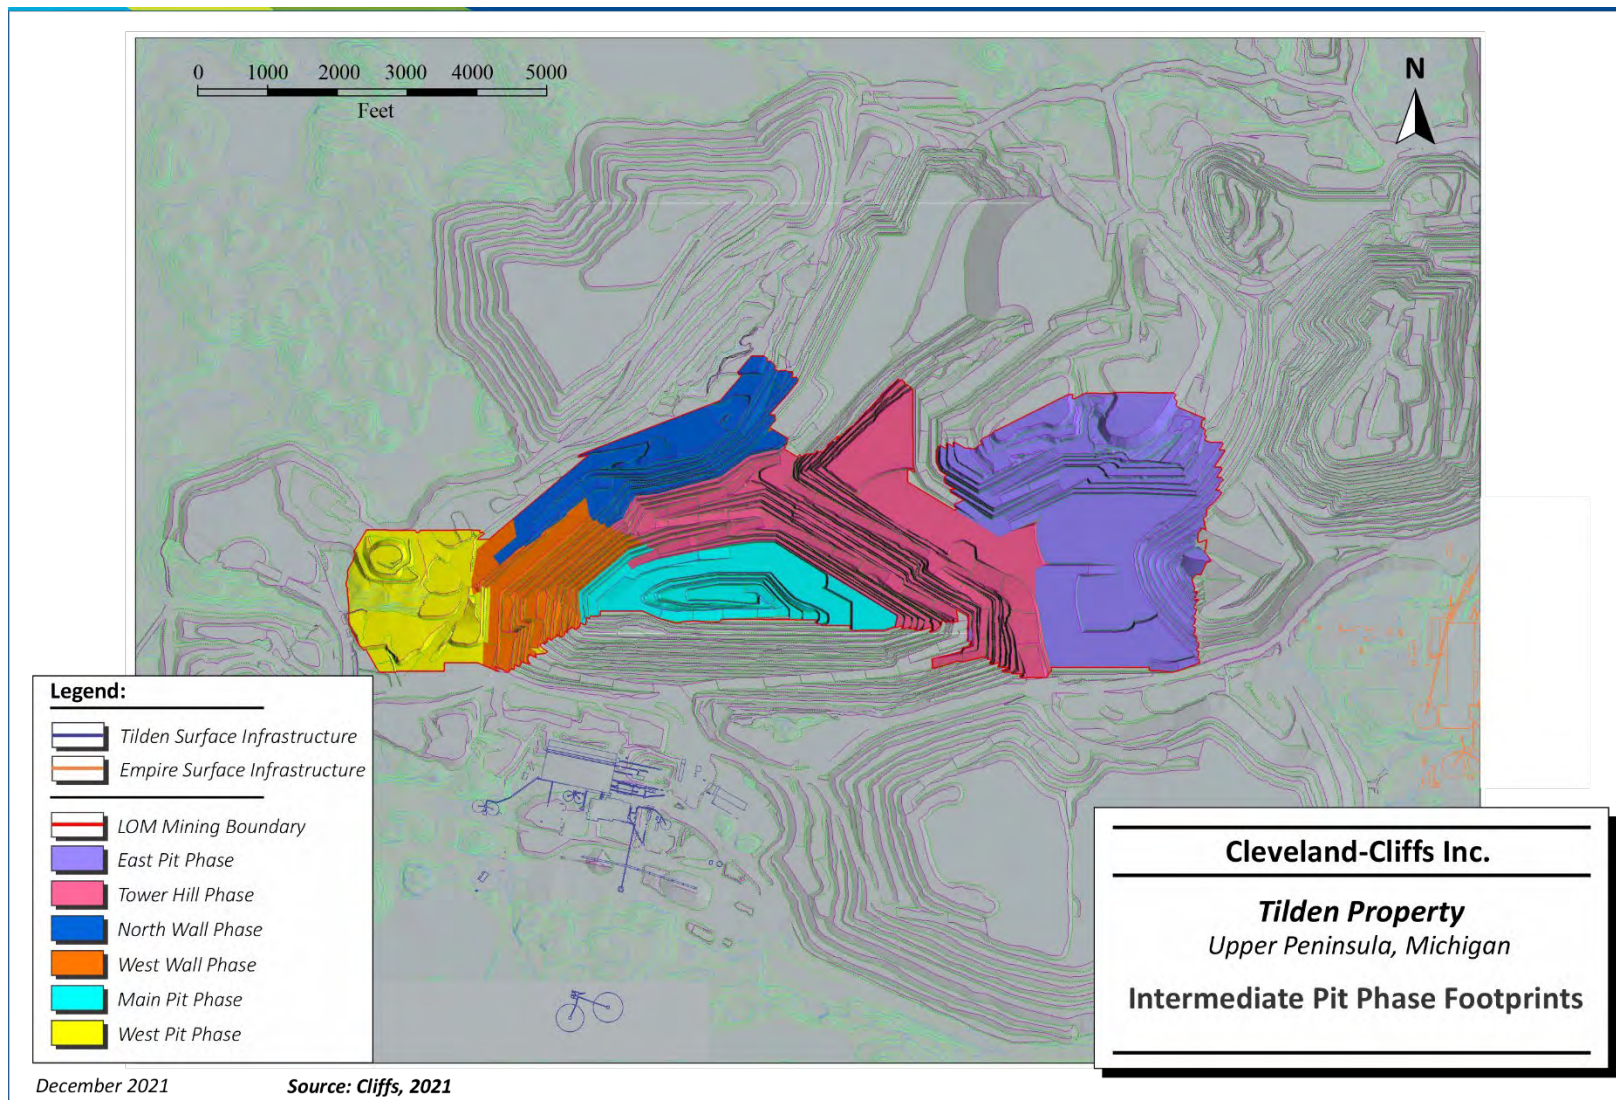 0 1000 2000 3000 4000 5000
Feet
N
Legend:
Tilden Surface Infrastructure
Empire Surface Infrastructure
LOM Mining Boundary
East Pit Phase
Tower Hill Phase
North Wall Phase
West Wall Phase
Main Pit Phase
West Pit Phase
Cleveland-Cliffs Inc.
Tilden Property
Upper Peninsula, Michigan
Intermediate Pit Phase Footprints
December 2021 Source: Cliffs, 2021